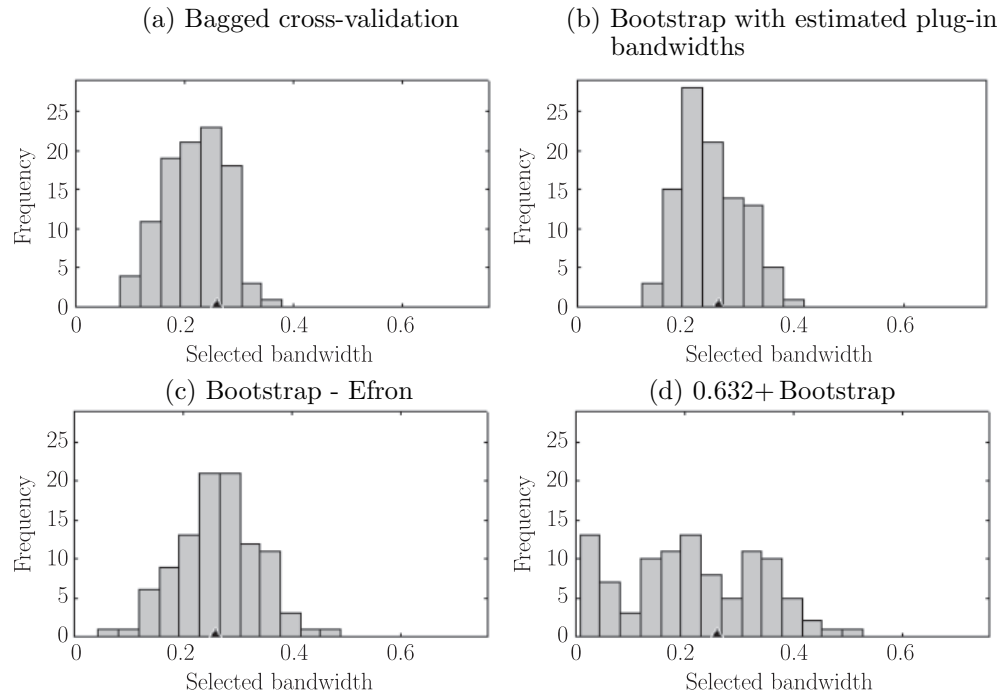 (a) Bagged cross-validation
(b) Bootstrap with estimated plug-in
bandwidths
25
20
15
10
5
0
Frequency
0 0.2 0.4 0.6
Selected bandwidth
25
20
15
10
5
0
Frequency
0 0.2 0.4 0.6
Selected bandwidth
(c) Bootstrap - Efron
(d) 0.632+ Bootstrap
25
20
15
10
5
0
Frequency
0 0.2 0.4 0.6
Selected bandwidth
25
20
15
10
5
0
Frequency
0 0.2 0.4 0.6
Selected bandwidth